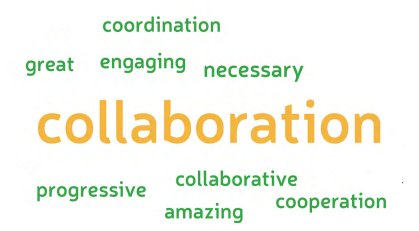 coordination
great engaging necessary
collaboration
progressive collaborative
amazing cooperation